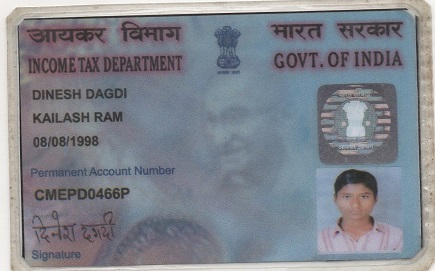 आयकर विभाग
भारत सरकार
INCOME TAX DEPARTMENT
GOVT. OF INDIA
DINESH DAGDI
KAILASH RAM
08/08/1998
Permanent Account Number
CMEPD0466P
दिनेश दगदी
Signature